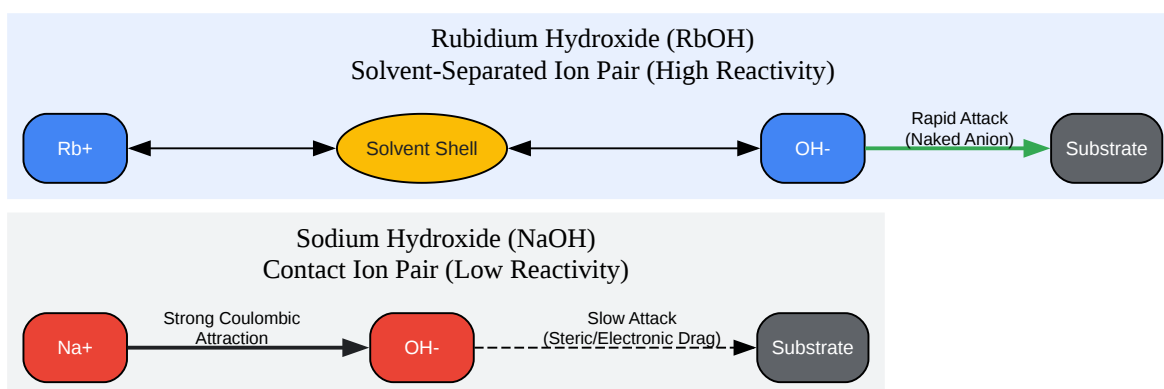 Rubidium Hydroxide (RbOH)
Solvent-Separated Ion Pair (High Reactivity)
Rb+
Solvent Shell
OH-
Rapid Attack
(Naked Anion)
Substrate
Sodium Hydroxide (NaOH)
Contact Ion Pair (Low Reactivity)
Na+
Strong Coulombic
Attraction
OH-
Slow Attack
(Steric/Electronic Drag)
Substrate